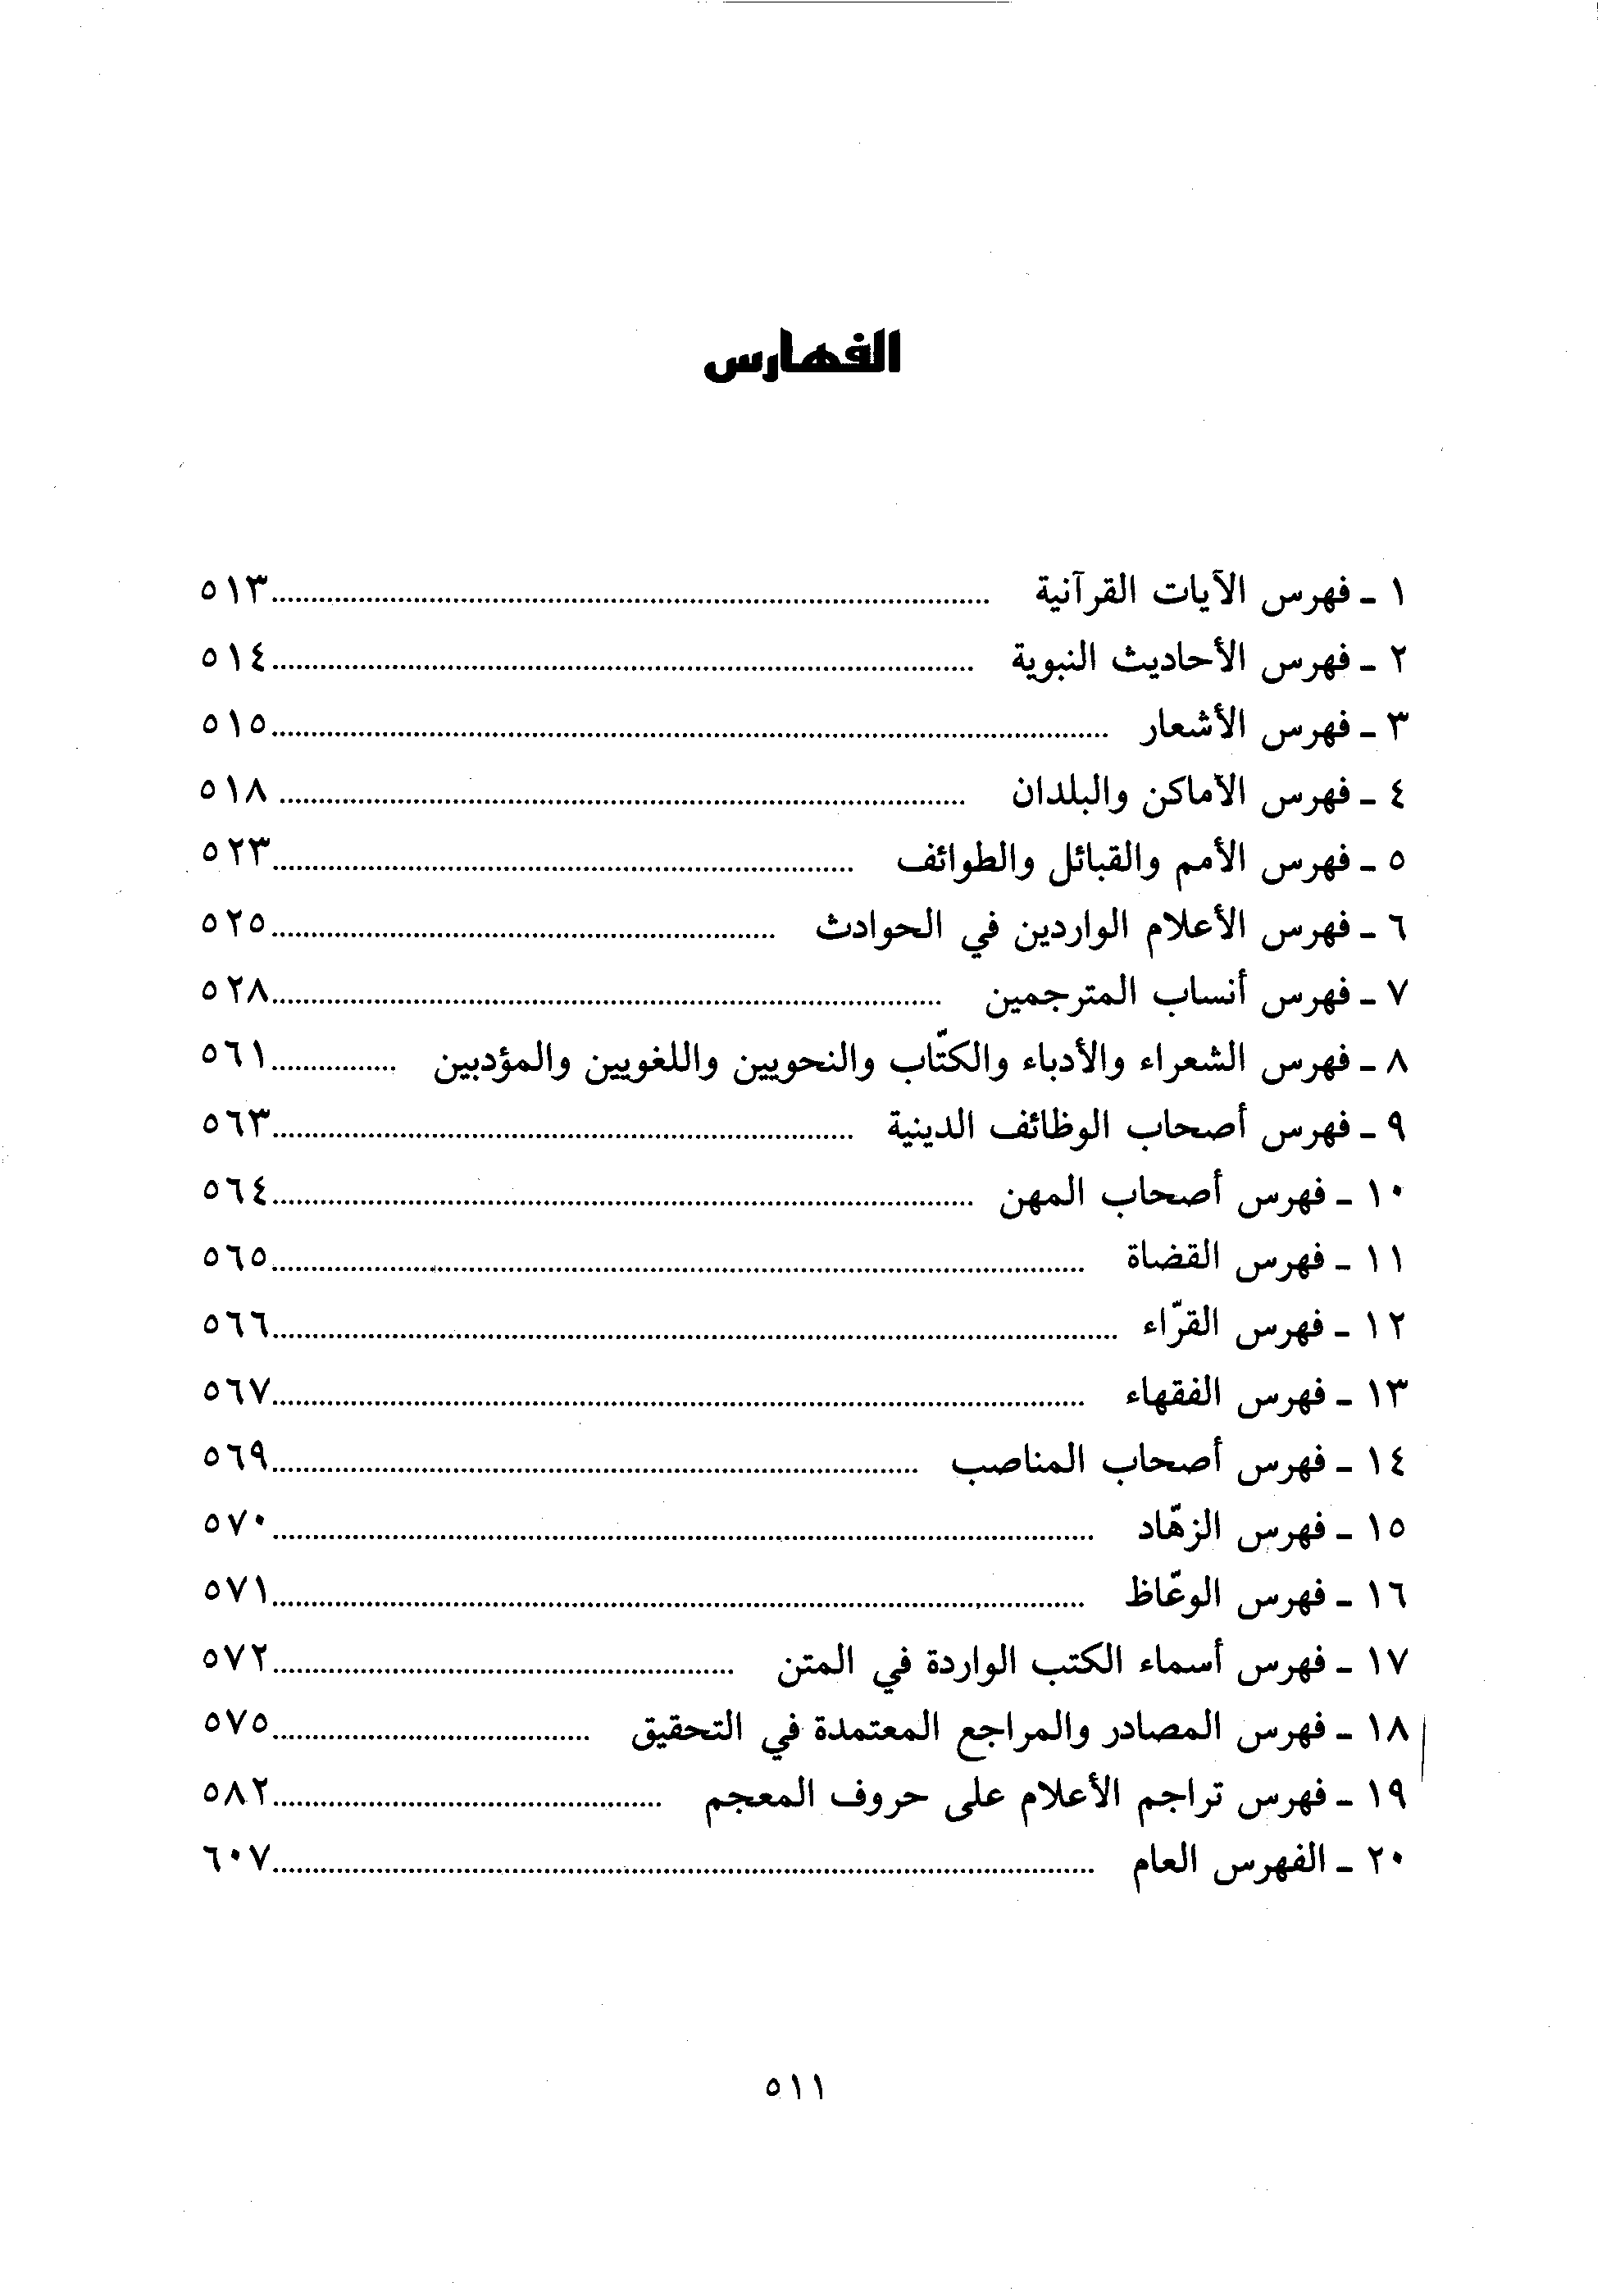 الفهارس
١ - فهرس الآيات القرآنية ........ ٥١٣
٢ - فهرس الأحاديث النبوية ........ ٥١٤
٣ - فهرس الأشعار ........ ٥١٥
٤ - فهرس الآماكن والبلدان ........ ٥١٨
٥ - فهرس الأمم والقبائل والطوائف ........ ٥٢٣
٦ - فهرس الأعلام الواردين في الحوادث ........ ٥٢٥
٧ - فهرس أنساب المترجمين ........ ٥٢٨
٨ - فهرس الشعراء والأدباء والكتّاب والنحويين واللغويين والمؤدبين ........ ٥٦١
٩ - فهرس أصحاب الوظائف الدينية ........ ٥٦٣
١٠ - فهرس أصحاب المهن ........ ٥٦٤
١١ - فهرس القضاة ........ ٥٦٥
١٢ - فهرس القرّاء ........ ٥٦٦
١٣ - فهرس الفقهاء ........ ٥٦٧
١٤ - فهرس أصحاب المناصب ........ ٥٦٩
١٥ - فهرس الزهّاد ........ ٥٧٠
١٦ - فهرس الوعّاظ ........ ٥٧١
١٧ - فهرس أسماء الكتب الواردة في المتن ........ ٥٧٢
١٨ - فهرس المصادر والمراجع المعتمدة في التحقيق ........ ٥٧٥
١٩ - فهرس تراجم الأعلام على حروف المعجم ........ ٥٨٢
٢٠ - الفهرس العام ........ ٦٠٧
٥١١